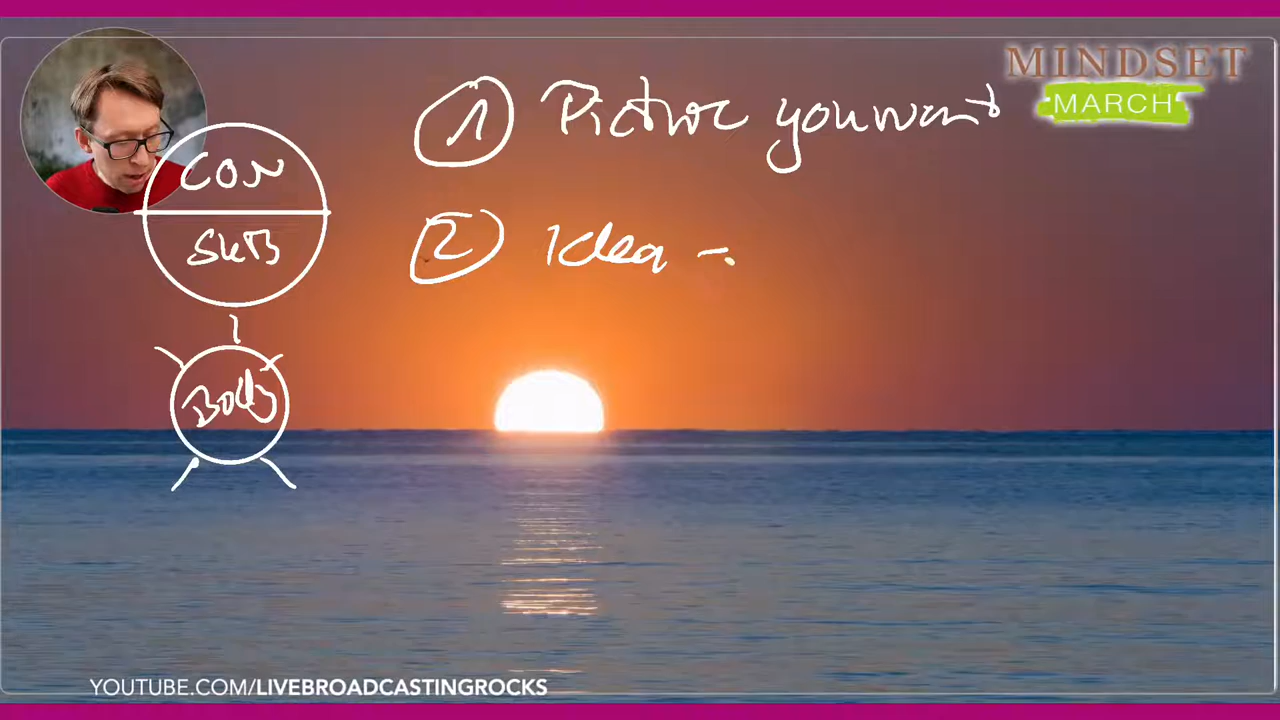 MINDSET
MARCH
1 Picture you want
2 Idea -
CON
SUB
Body
YOUTUBE.COM/LIVEBROADCASTINGROCKS